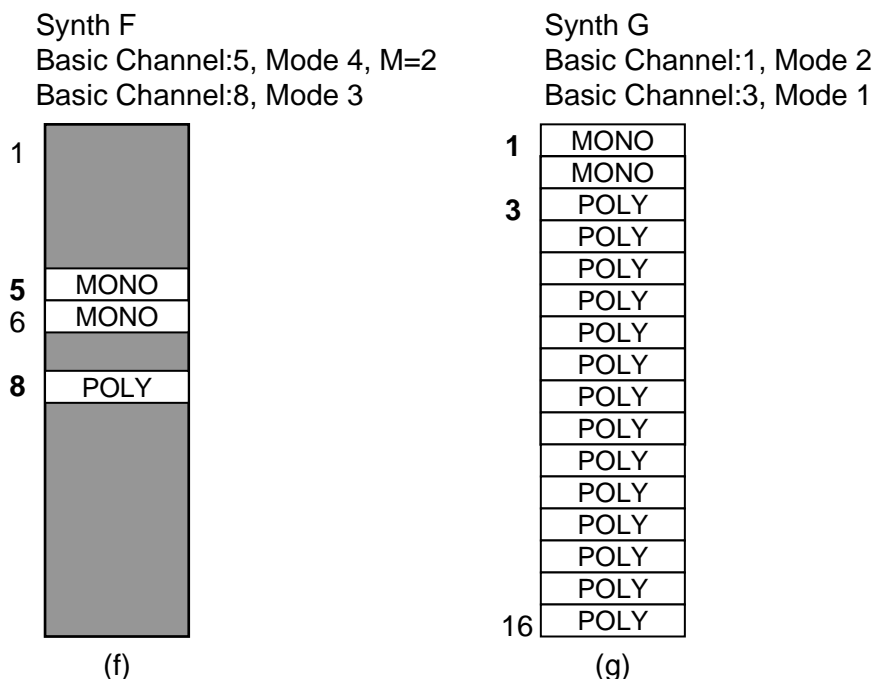 Synth F
Basic Channel:5, Mode 4, M=2
Basic Channel:8, Mode 3
1
5 MONO
6 MONO
8 POLY
(f)
Synth G
Basic Channel:1, Mode 2
Basic Channel:3, Mode 1
1 MONO
MONO
3 POLY
POLY
POLY
POLY
POLY
POLY
POLY
POLY
POLY
POLY
POLY
POLY
POLY
16 POLY
(g)